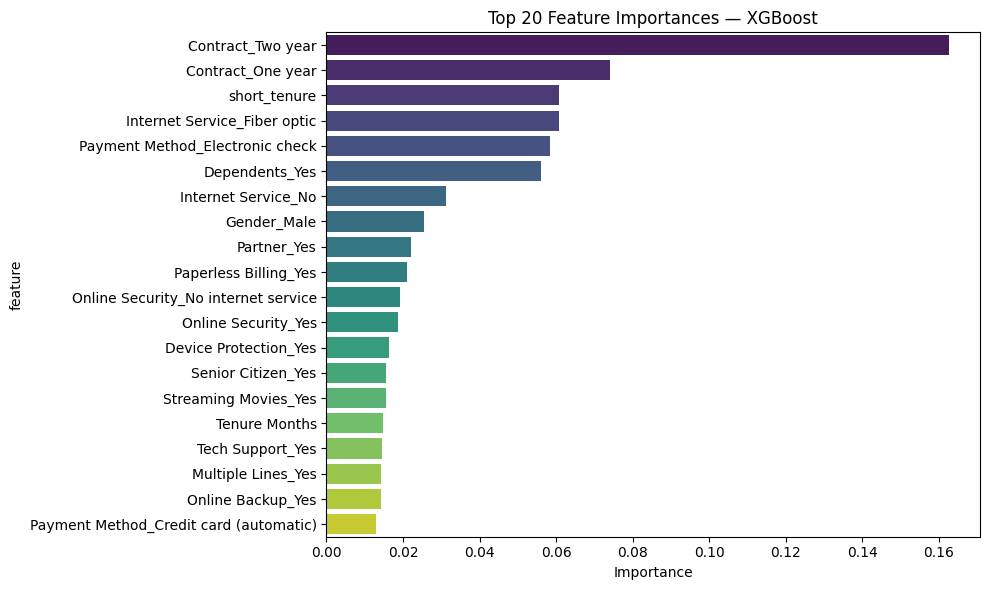 Top 20 Feature Importances — XGBoost
Contract_Two year
Contract_One year
short_tenure
Internet Service_Fiber optic
Payment Method_Electronic check
Dependents_Yes
Internet Service_No
Gender_Male
Partner_Yes
Paperless Billing_Yes
Online Security_No internet service
Online Security_Yes
Device Protection_Yes
Senior Citizen_Yes
Streaming Movies_Yes
Tenure Months
Tech Support_Yes
Multiple Lines_Yes
Online Backup_Yes
Payment Method_Credit card (automatic)
feature
0.00 0.02 0.04 0.06 0.08 0.10 0.12 0.14 0.16
Importance